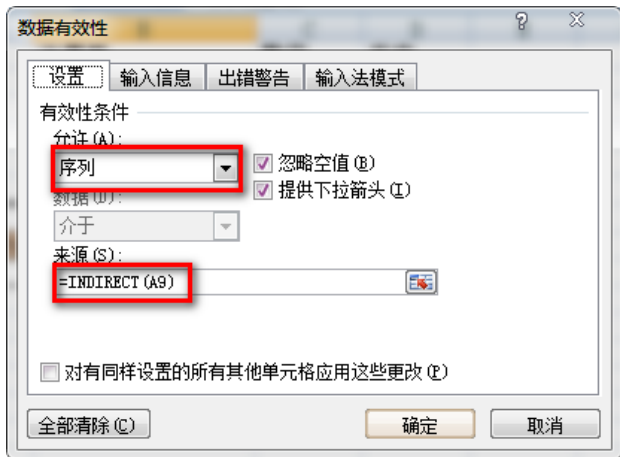 数据有效性
设置 输入信息 出错警告 输入法模式
有效性条件
允许(A):
序列
忽略空值(B)
数据(D):
提供下拉箭头(I)
介于
来源(S):
=INDIRECT(A9)
对有同样设置的所有其他单元格应用这些更改(P)
全部清除(C) 确定 取消